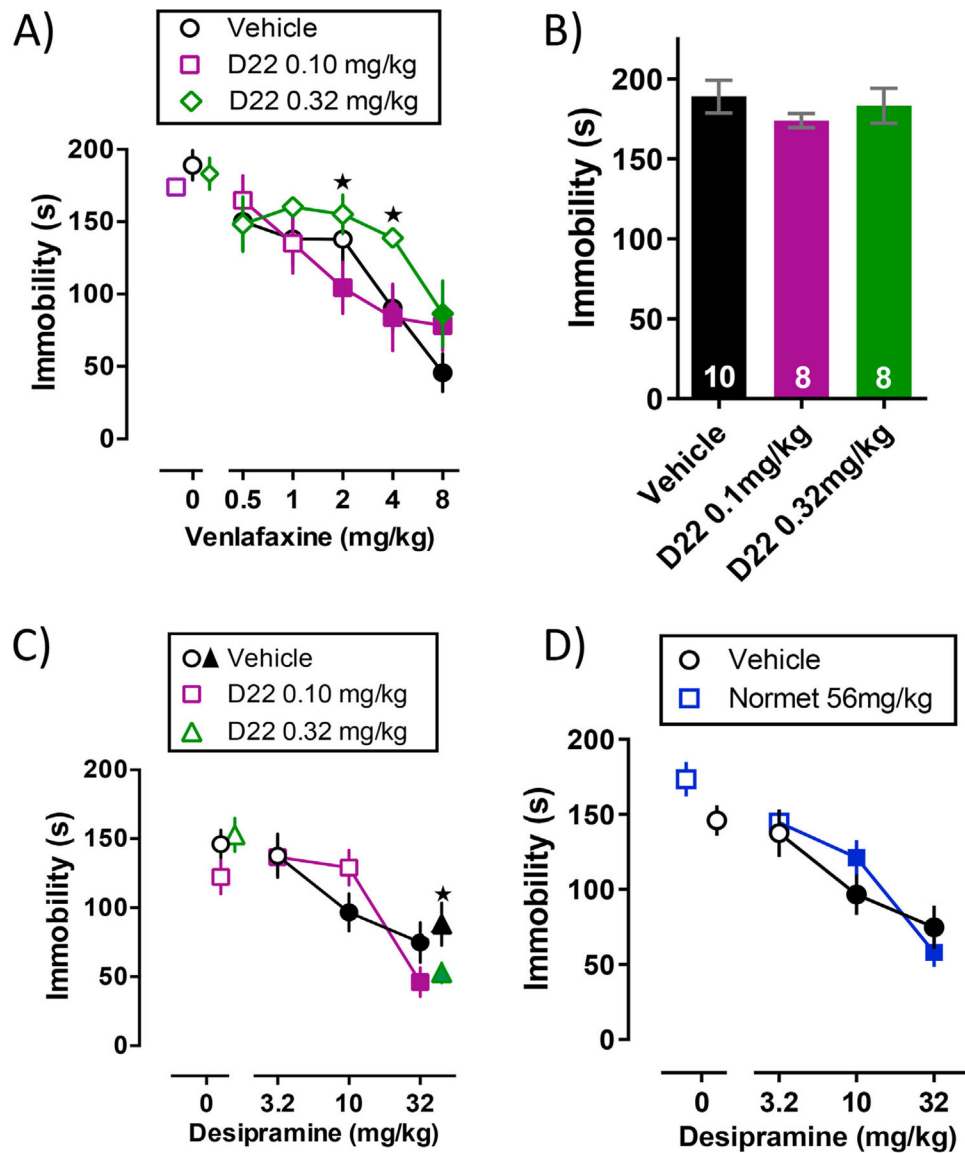 A)
Vehicle
D22 0.10 mg/kg
D22 0.32 mg/kg
Immobility (s)
200
150
100
50
0
★
★
0 0.5 1 2 4 8
Venlafaxine (mg/kg)
B)
Immobility (s)
200
150
100
50
0
10 8 8
Vehicle
D22 0.1mg/kg
D22 0.32mg/kg
C)
Vehicle
D22 0.10 mg/kg
D22 0.32 mg/kg
Immobility (s)
200
150
100
50
0
★
0 3.2 10 32
Desipramine (mg/kg)
D)
Vehicle
Normet 56mg/kg
Immobility (s)
200
150
100
50
0
0 3.2 10 32
Desipramine (mg/kg)